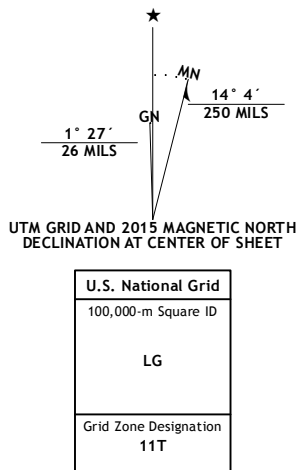 ★
MN
GN
14° 4´
250 MILS
1° 27´
26 MILS
UTM GRID AND 2015 MAGNETIC NORTH
DECLINATION AT CENTER OF SHEET
U.S. National Grid
100,000-m Square ID
LG
Grid Zone Designation
11T